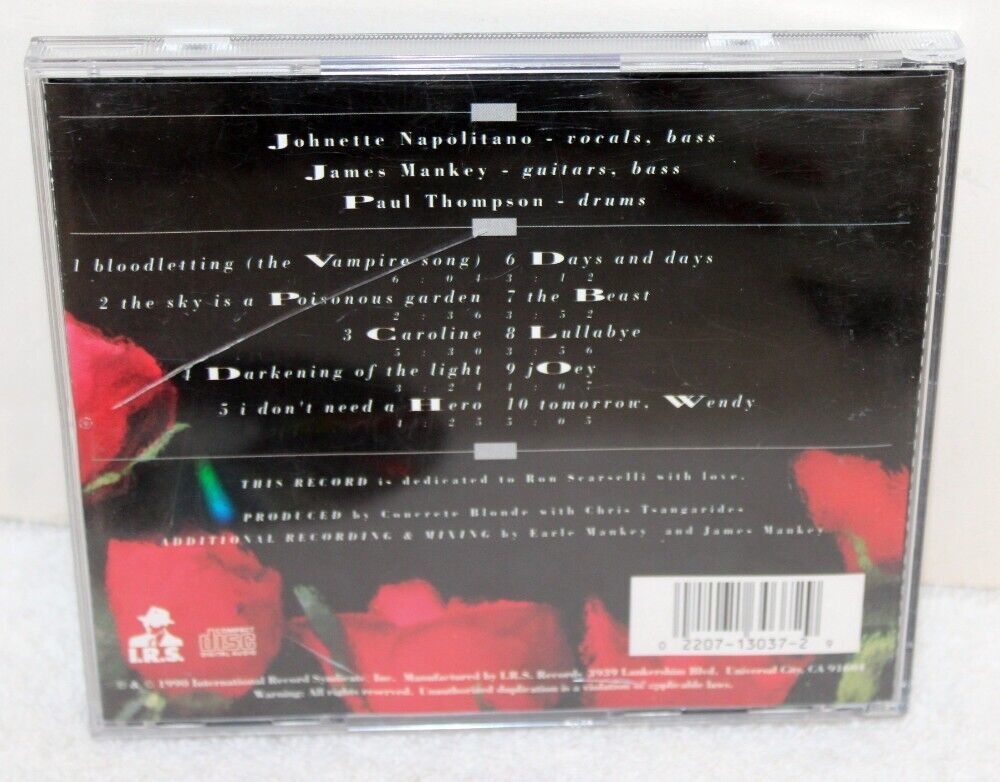 Johnette Napolitano - vocals, bass
James Mankey - guitars, bass
Paul Thompson - drums
1 bloodletting (the Vampire song)
6:04
2 the sky is a Poisonous garden
2:36
3 Caroline
5:30
4 Darkening of the light
3:24
5 i don't need a Hero
4:25
6 Days and days
3:12
7 the Beast
3:52
8 Lullabye
3:56
9 jOey
4:07
10 tomorrow, Wendy
5:05
THIS RECORD is dedicated to Ron Scarselli with love.
PRODUCED by Concrete Blonde with Chris Tsangarides
ADDITIONAL RECORDING & MIXING by Earle Mankey and James Mankey
I.R.S.
COMPACT
disc
DIGITAL AUDIO
0 2207-13037-2 9
℗ & © 1990 International Record Syndicate, Inc. Manufactured by I.R.S. Records, 3939 Lankershim Blvd., Universal City, CA 91604
Warning: All rights reserved. Unauthorized duplication is a violation of applicable laws.